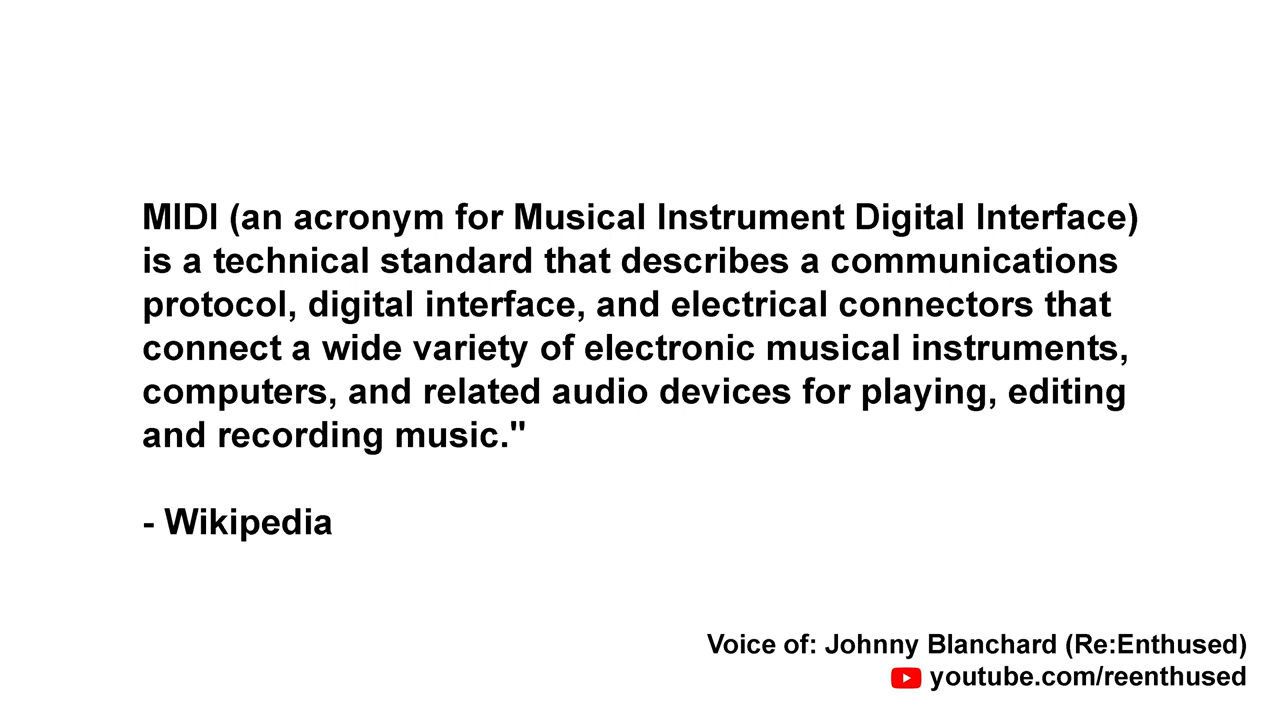 MIDI (an acronym for Musical Instrument Digital Interface)
is a technical standard that describes a communications
protocol, digital interface, and electrical connectors that
connect a wide variety of electronic musical instruments,
computers, and related audio devices for playing, editing
and recording music."
- Wikipedia
Voice of: Johnny Blanchard (Re:Enthused)
youtube.com/reenthused